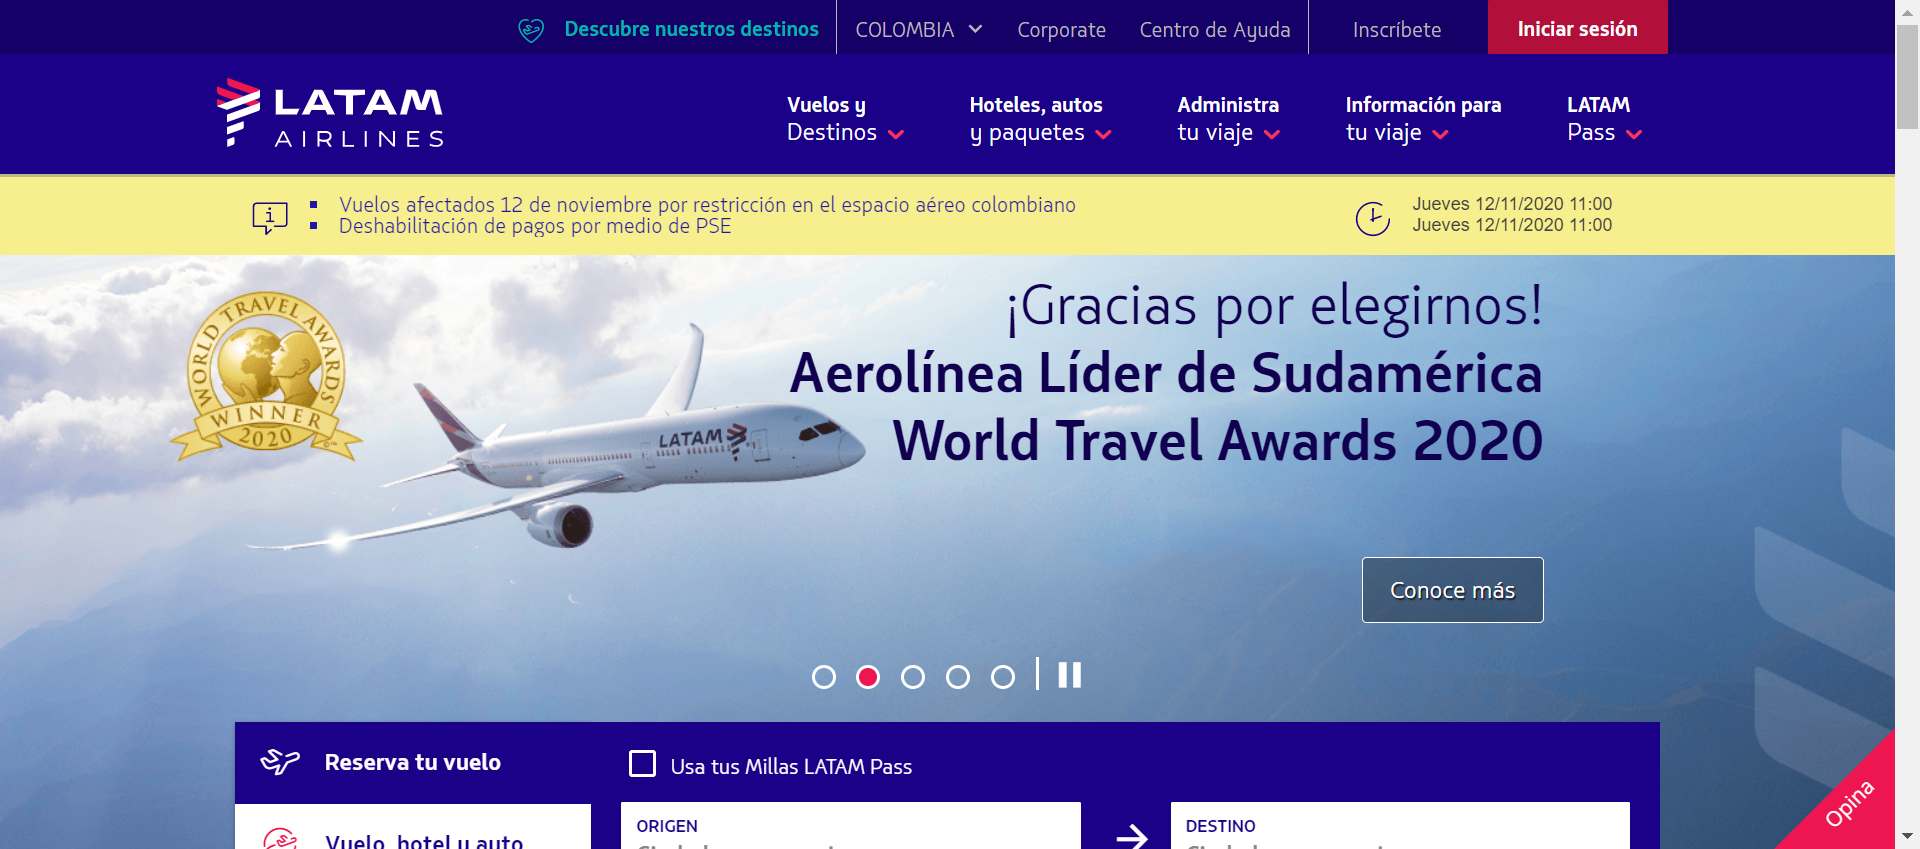 Descubre nuestros destinos
COLOMBIA
Corporate
Centro de Ayuda
Inscríbete
Iniciar sesión
LATAM
AIRLINES
Vuelos y
Destinos
Hoteles, autos
y paquetes
Administra
tu viaje
Información para
tu viaje
LATAM
Pass
Vuelos afectados 12 de noviembre por restricción en el espacio aéreo colombiano
Deshabilitación de pagos por medio de PSE
Jueves 12/11/2020 11:00
Jueves 12/11/2020 11:00
WORLD TRAVEL AWARDS
WINNER
2020
LATAM
¡Gracias por elegirnos!
Aerolínea Líder de Sudamérica
World Travel Awards 2020
Conoce más
Reserva tu vuelo
Usa tus Millas LATAM Pass
Vuelo, hotel y auto
ORIGEN
DESTINO
Opina